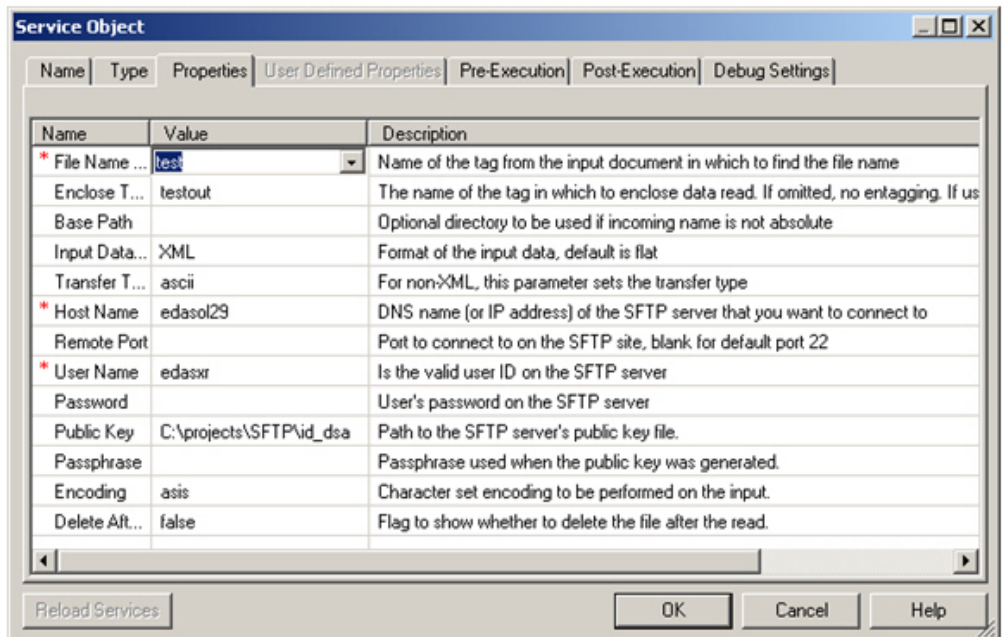 Service Object
Name Type Properties User Defined Properties Pre-Execution Post-Execution Debug Settings
Name Value Description
* File Name ... test Name of the tag from the input document in which to find the file name
Enclose T... testout The name of the tag in which to enclose data read. If omitted, no entagging. If us
Base Path Optional directory to be used if incoming name is not absolute
Input Data... XML Format of the input data, default is flat
Transfer T... ascii For non-XML, this parameter sets the transfer type
* Host Name edasol29 DNS name (or IP address) of the SFTP server that you want to connect to
Remote Port Port to connect to on the SFTP site, blank for default port 22
* User Name edasxr Is the valid user ID on the SFTP server
Password User's password on the SFTP server
Public Key C:\projects\SFTP\id_dsa Path to the SFTP server's public key file.
Passphrase Passphrase used when the public key was generated.
Encoding asis Character set encoding to be performed on the input.
Delete Aft... false Flag to show whether to delete the file after the read.
Reload Services OK Cancel Help